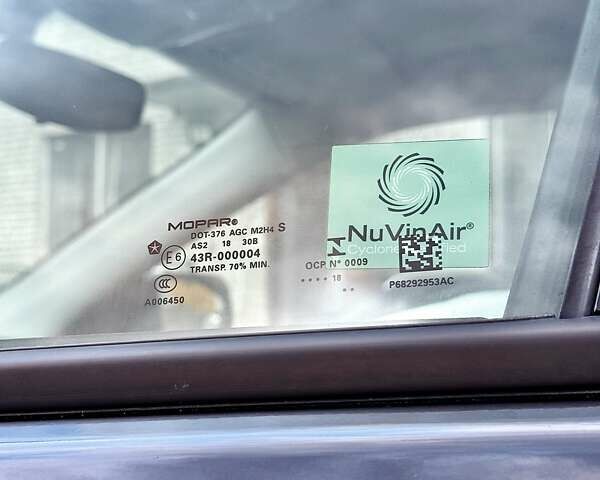 MOPAR®
DOT-376 AGC M2H4 S
AS2 18 30B
E6 43R-000004
TRANSP. 70% MIN.
CCC
A006450
NuVinAir®
OCP N° 0009
•••• 18
••
P68292953AC